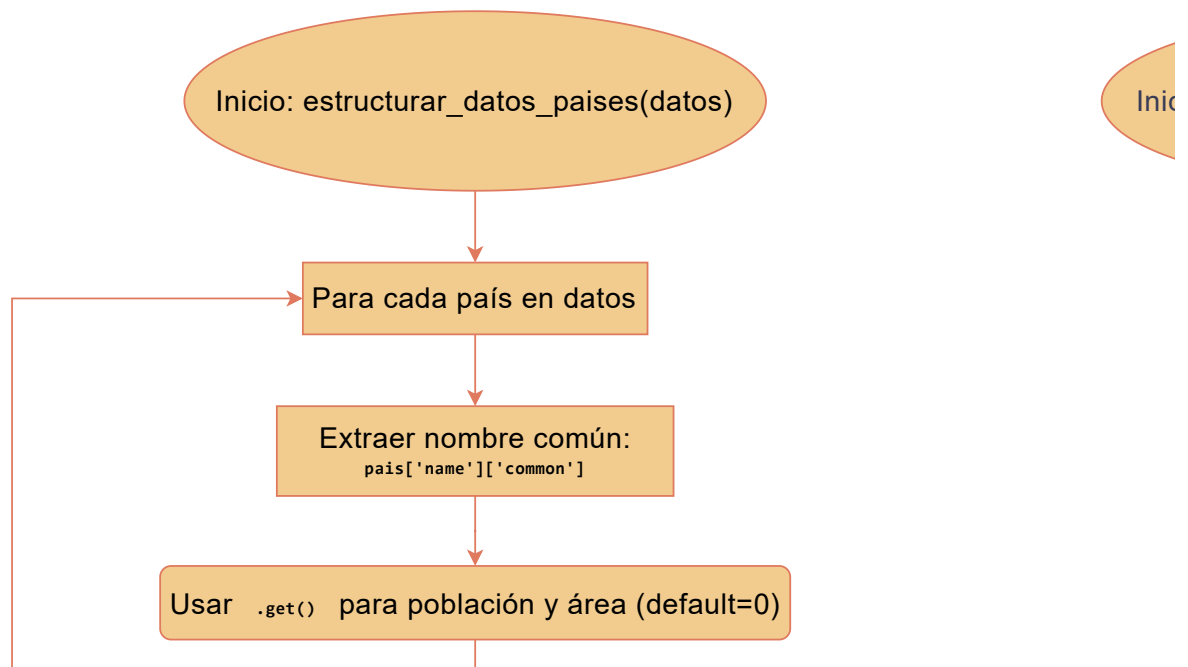 Inicio: estructurar_datos_paises(datos)
Para cada país en datos
Extraer nombre común:
pais['name']['common']
Usar .get() para población y área (default=0)